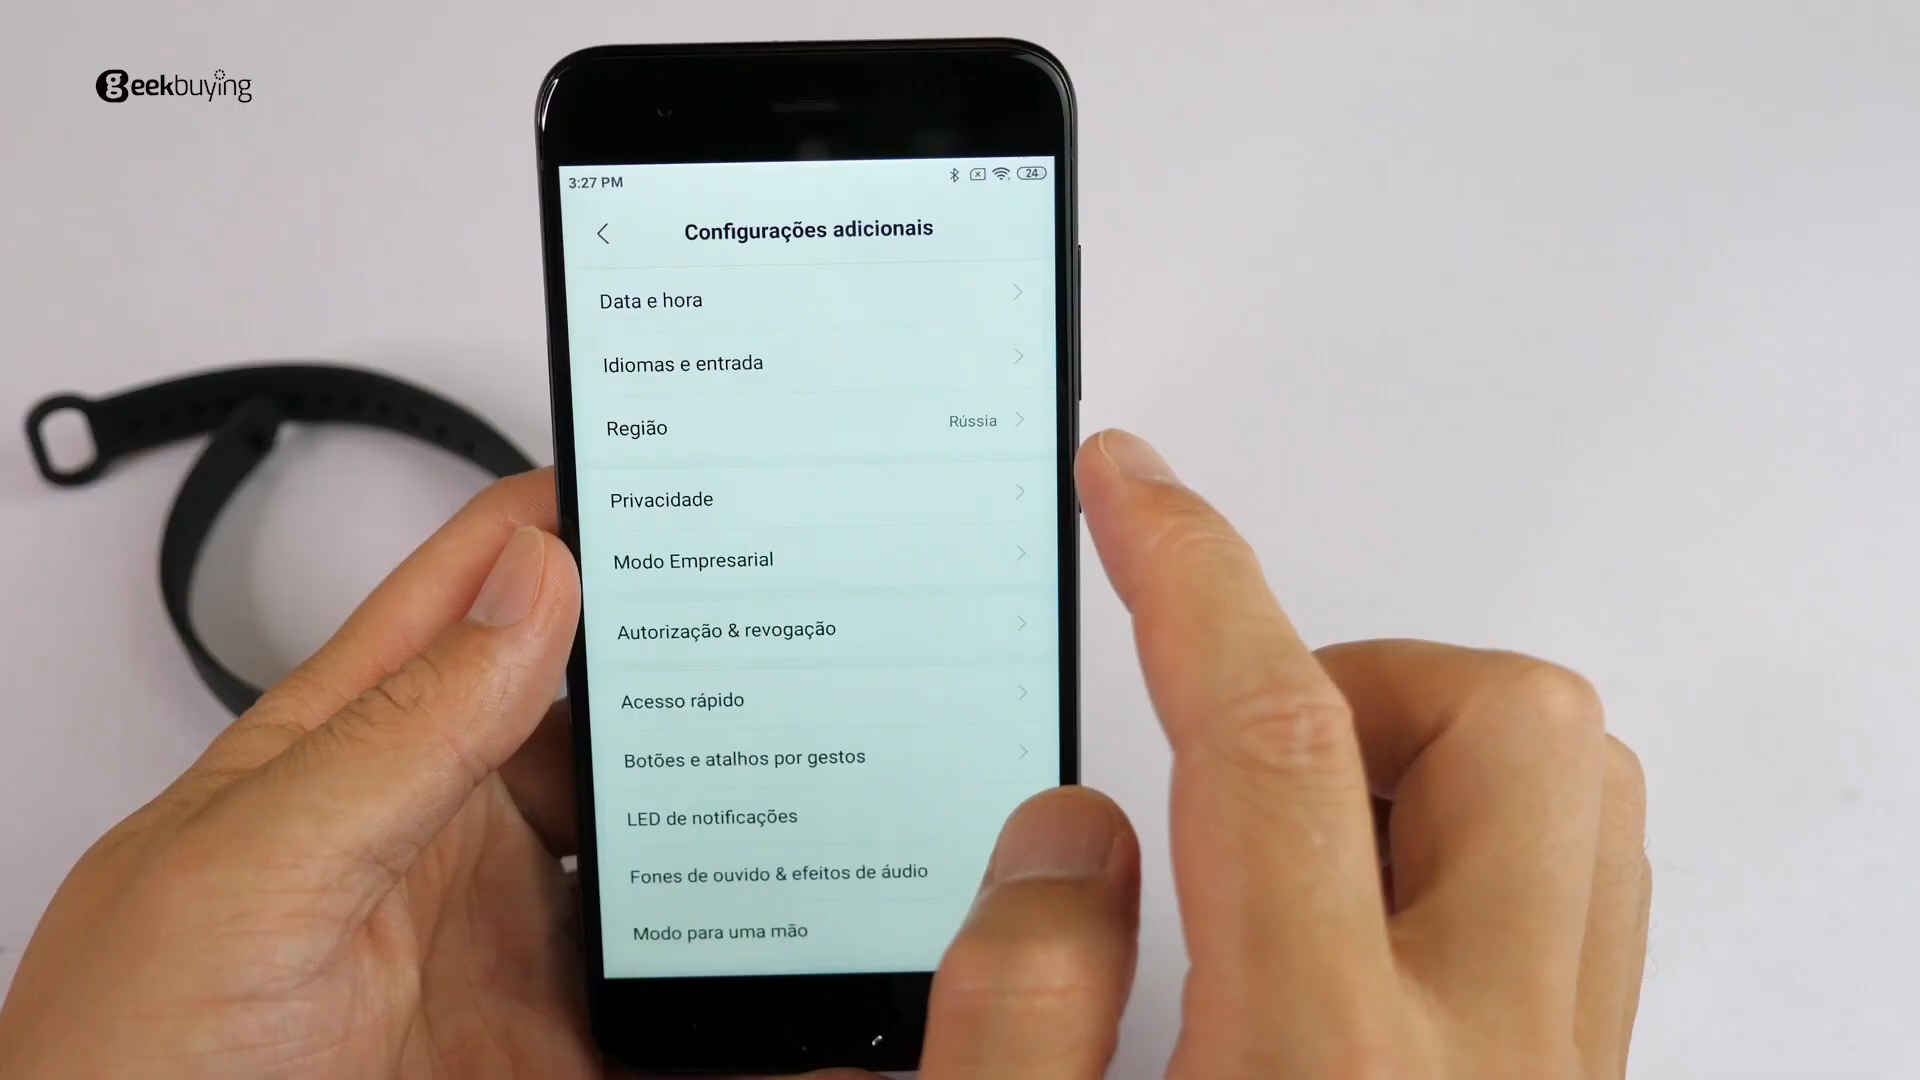 geekbuying
3:27 PM
24
Configurações adicionais
Data e hora
Idiomas e entrada
Região
Rússia
Privacidade
Modo Empresarial
Autorização & revogação
Acesso rápido
Botões e atalhos por gestos
LED de notificações
Fones de ouvido & efeitos de áudio
Modo para uma mão